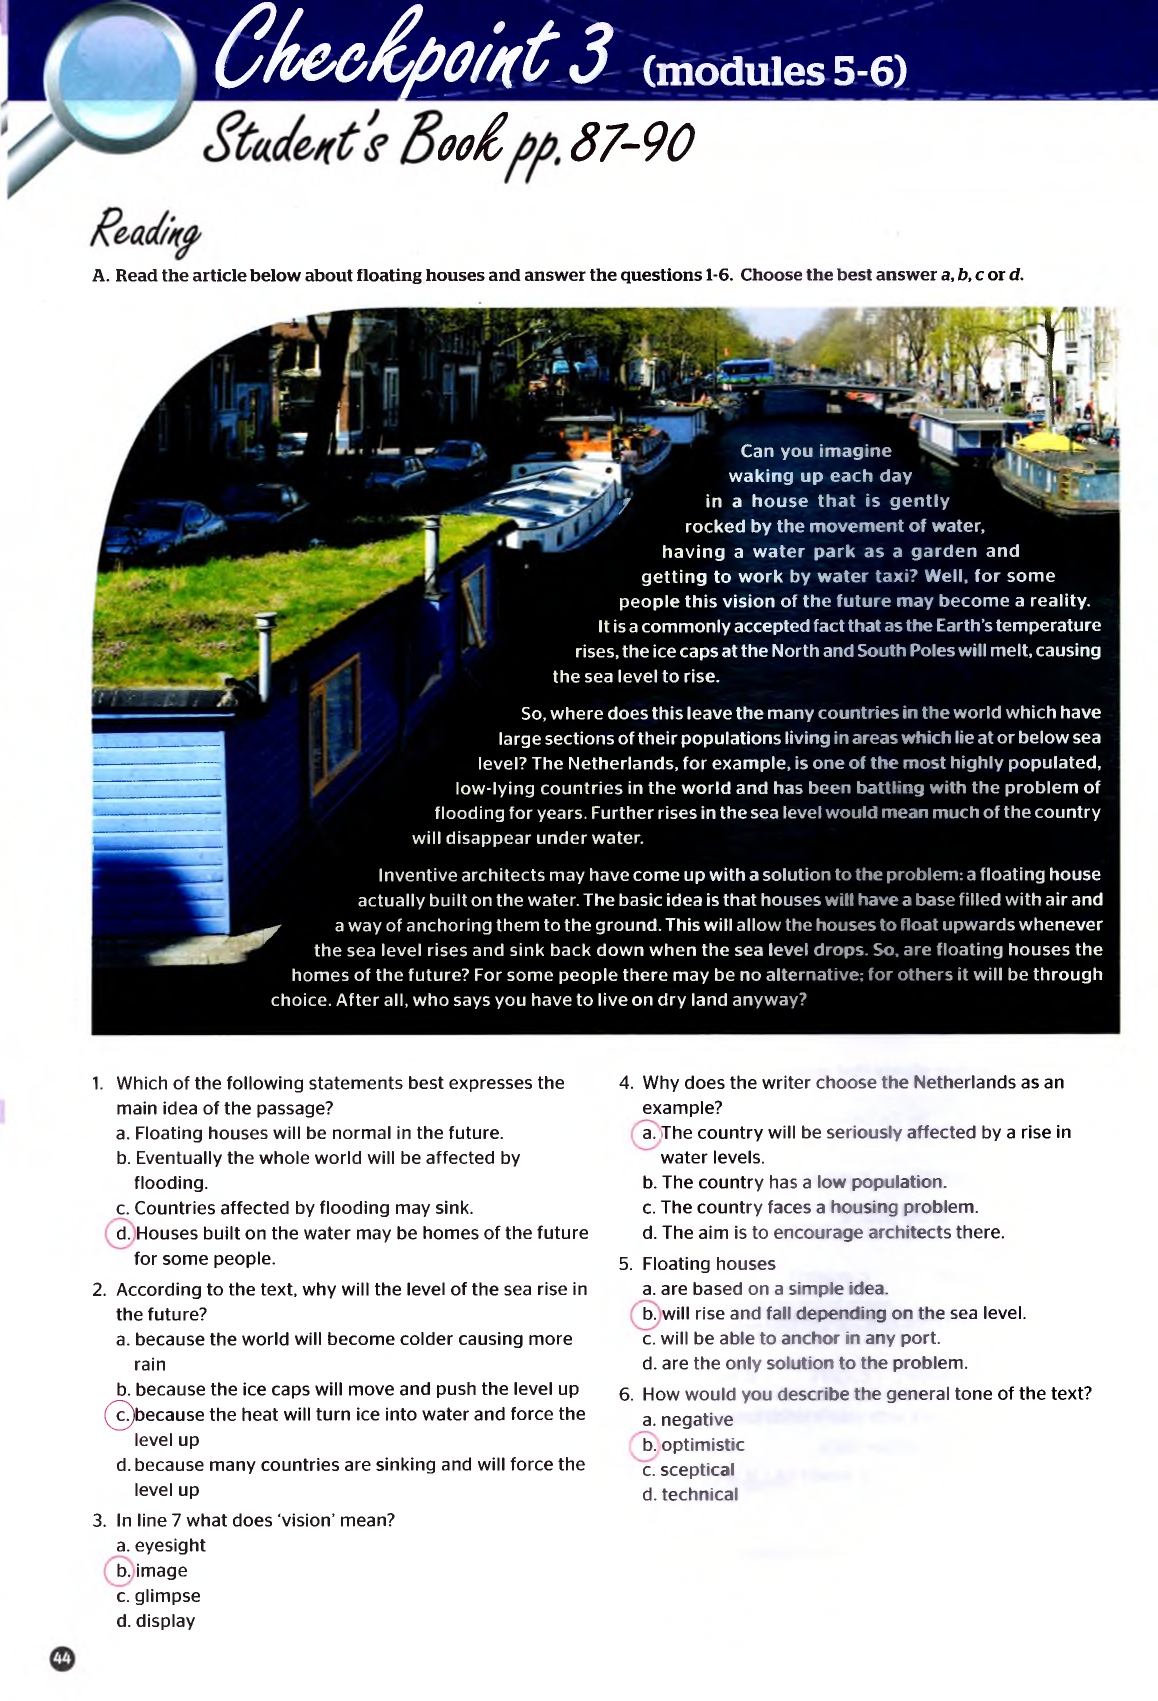 Checkpoint 3 (modules 5-6)
Student's Book pp. 87-90
Reading
A. Read the article below about floating houses and answer the questions 1-6. Choose the best answer a, b, c or d.
Can you imagine
waking up each day
in a house that is gently
rocked by the movement of water,
having a water park as a garden and
getting to work by water taxi? Well, for some
people this vision of the future may become a reality.
It is a commonly accepted fact that as the Earth's temperature
rises, the ice caps at the North and South Poles will melt, causing
the sea level to rise.
So, where does this leave the many countries in the world which have
large sections of their populations living in areas which lie at or below sea
level? The Netherlands, for example, is one of the most highly populated,
low-lying countries in the world and has been battling with the problem of
flooding for years. Further rises in the sea level would mean much of the country
will disappear under water.
Inventive architects may have come up with a solution to the problem: a floating house
actually built on the water. The basic idea is that houses will have a base filled with air and
a way of anchoring them to the ground. This will allow the houses to float upwards whenever
the sea level rises and sink back down when the sea level drops. So, are floating houses the
homes of the future? For some people there may be no alternative; for others it will be through
choice. After all, who says you have to live on dry land anyway?
1. Which of the following statements best expresses the
main idea of the passage?
a. Floating houses will be normal in the future.
b. Eventually the whole world will be affected by
flooding.
c. Countries affected by flooding may sink.
d. Houses built on the water may be homes of the future
for some people.
2. According to the text, why will the level of the sea rise in
the future?
a. because the world will become colder causing more
rain
b. because the ice caps will move and push the level up
c. because the heat will turn ice into water and force the
level up
d. because many countries are sinking and will force the
level up
3. In line 7 what does 'vision' mean?
a. eyesight
b. image
c. glimpse
d. display
4. Why does the writer choose the Netherlands as an
example?
a. The country will be seriously affected by a rise in
water levels.
b. The country has a low population.
c. The country faces a housing problem.
d. The aim is to encourage architects there.
5. Floating houses
a. are based on a simple idea.
b. will rise and fall depending on the sea level.
c. will be able to anchor in any port.
d. are the only solution to the problem.
6. How would you describe the general tone of the text?
a. negative
b. optimistic
c. sceptical
d. technical
44